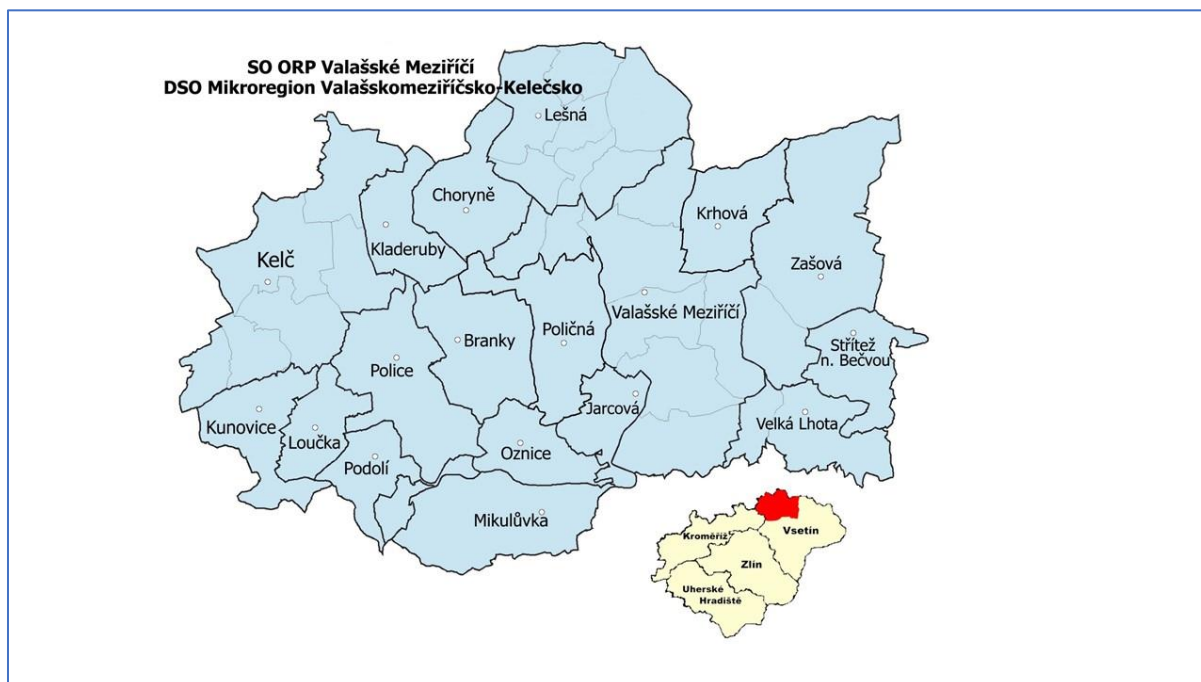 SO ORP Valašské Meziříčí
DSO Mikroregion Valašskomeziříčsko-Kelečsko
Lešná
Choryně
Krhová
Kladeruby
Kelč
Zašová
Valašské Meziříčí
Poličná
Branky
Střítež
n. Bečvou
Police
Jarcová
Kunovice
Velká Lhota
Loučka
Oznice
Podolí
Mikulůvka
Kroměříž
Vsetín
Zlín
Uherské
Hradiště